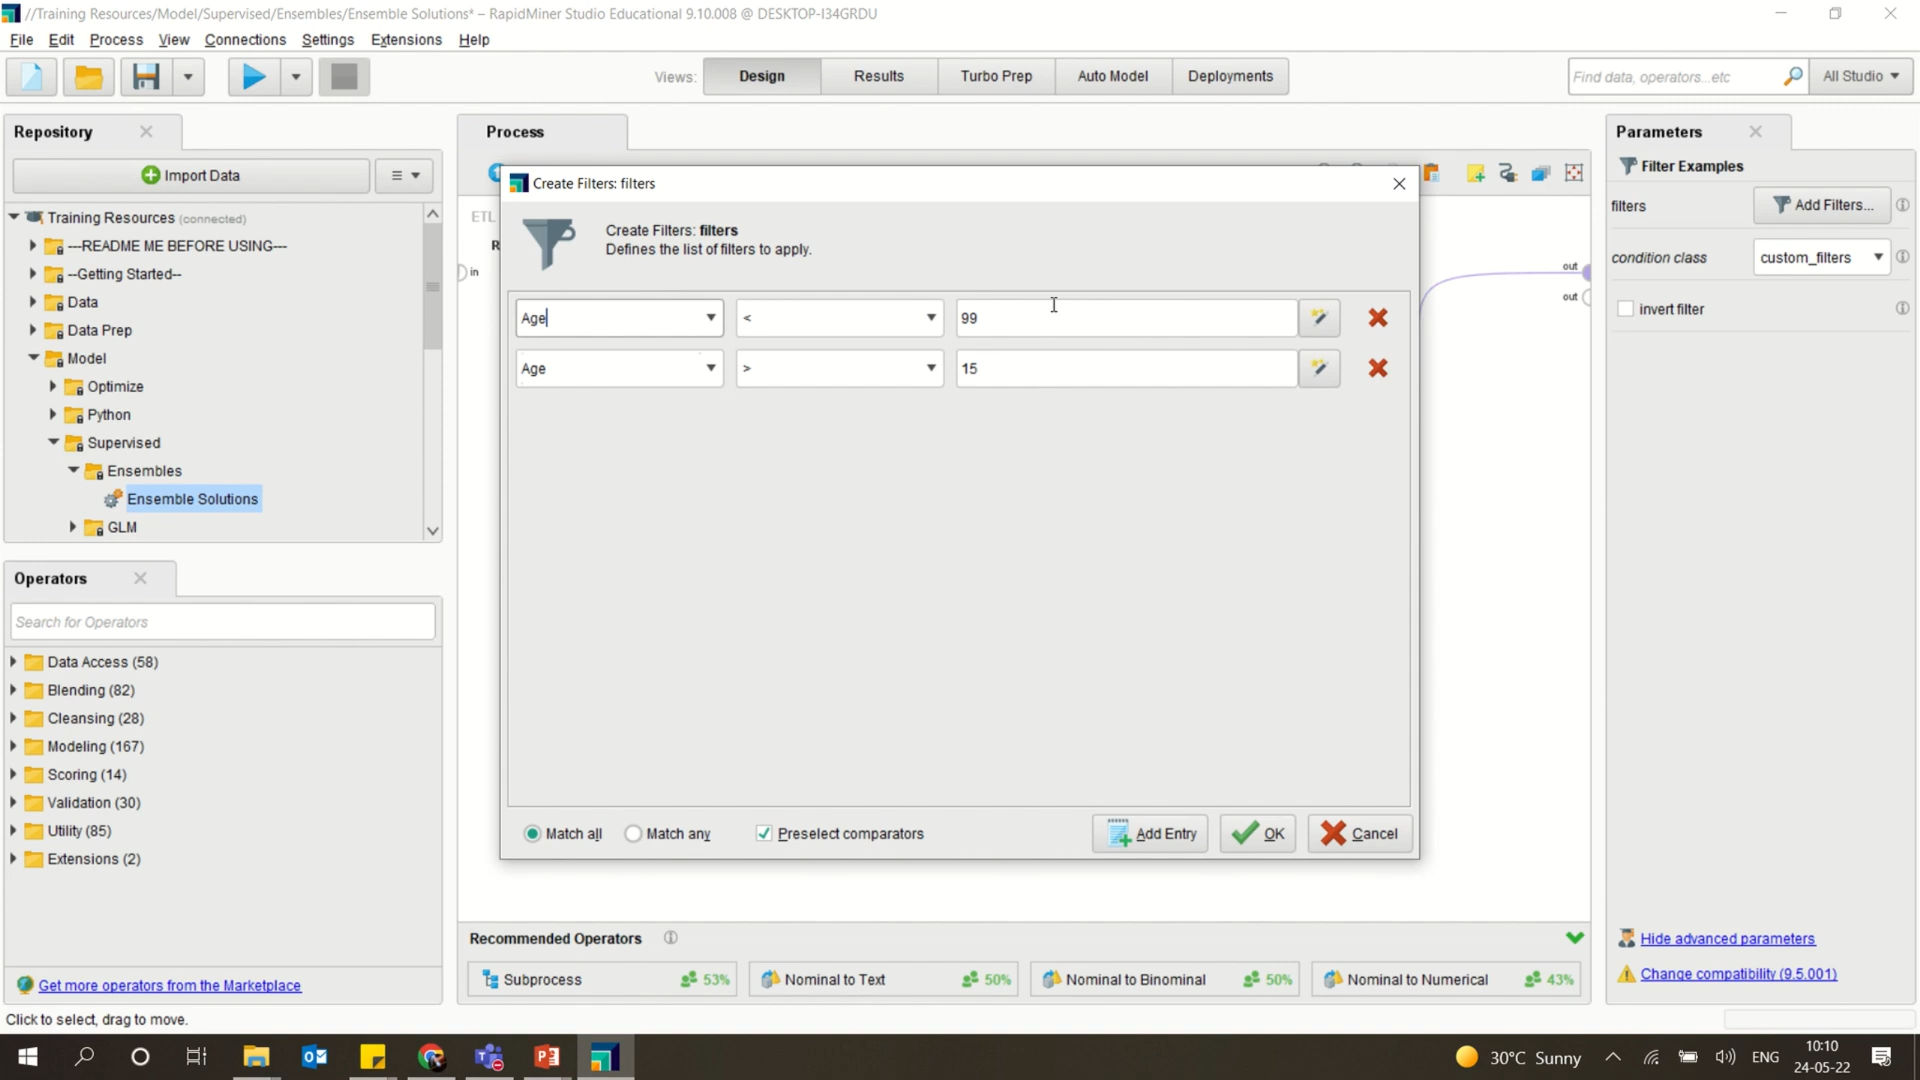 //Training Resources/Model/Supervised/Ensembles/Ensemble Solutions* – RapidMiner Studio Educational 9.10.008 @ DESKTOP-I34GRDU
File Edit Process View Connections Settings Extensions Help
Views: Design Results Turbo Prep Auto Model Deployments Find data, operators...etc All Studio
Repository
Import Data
Training Resources (connected)
---README ME BEFORE USING---
--Getting Started--
Data
Data Prep
Model
Optimize
Python
Supervised
Ensembles
Ensemble Solutions
GLM
Operators
Search for Operators
Data Access (58)
Blending (82)
Cleansing (28)
Modeling (167)
Scoring (14)
Validation (30)
Utility (85)
Extensions (2)
Get more operators from the Marketplace
Click to select, drag to move.
Process
ETL
R
in
out
out
Create Filters: filters
Create Filters: filters
Defines the list of filters to apply.
Age < 99
Age > 15
Match all Match any Preselect comparators Add Entry OK Cancel
Recommended Operators
Subprocess 53% Nominal to Text 50% Nominal to Binominal 50% Nominal to Numerical 43%
Parameters
Filter Examples
filters Add Filters...
condition class custom_filters
invert filter
Hide advanced parameters
Change compatibility (9.5.001)
30°C Sunny ENG 10:10
24-05-22